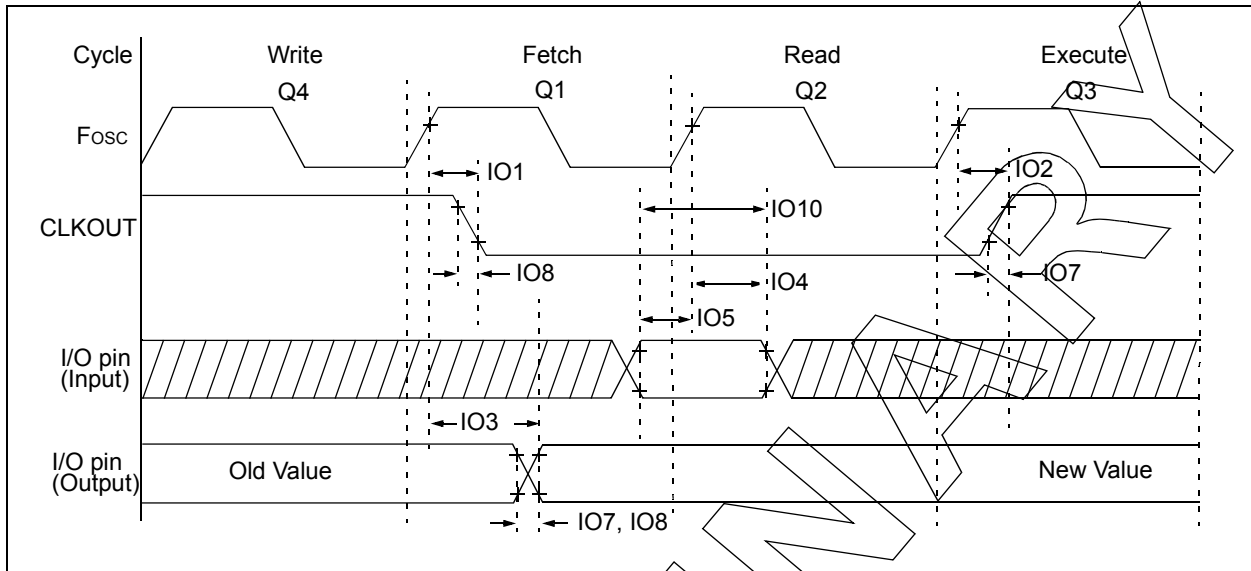 Cycle Write Fetch Read Execute
Q4 Q1 Q2 Q3
Fosc
IO1 IO2
CLKOUT
IO10
IO8 IO7
IO4
IO5
I/O pin
(Input)
IO3
I/O pin
(Output)
Old Value New Value
IO7, IO8